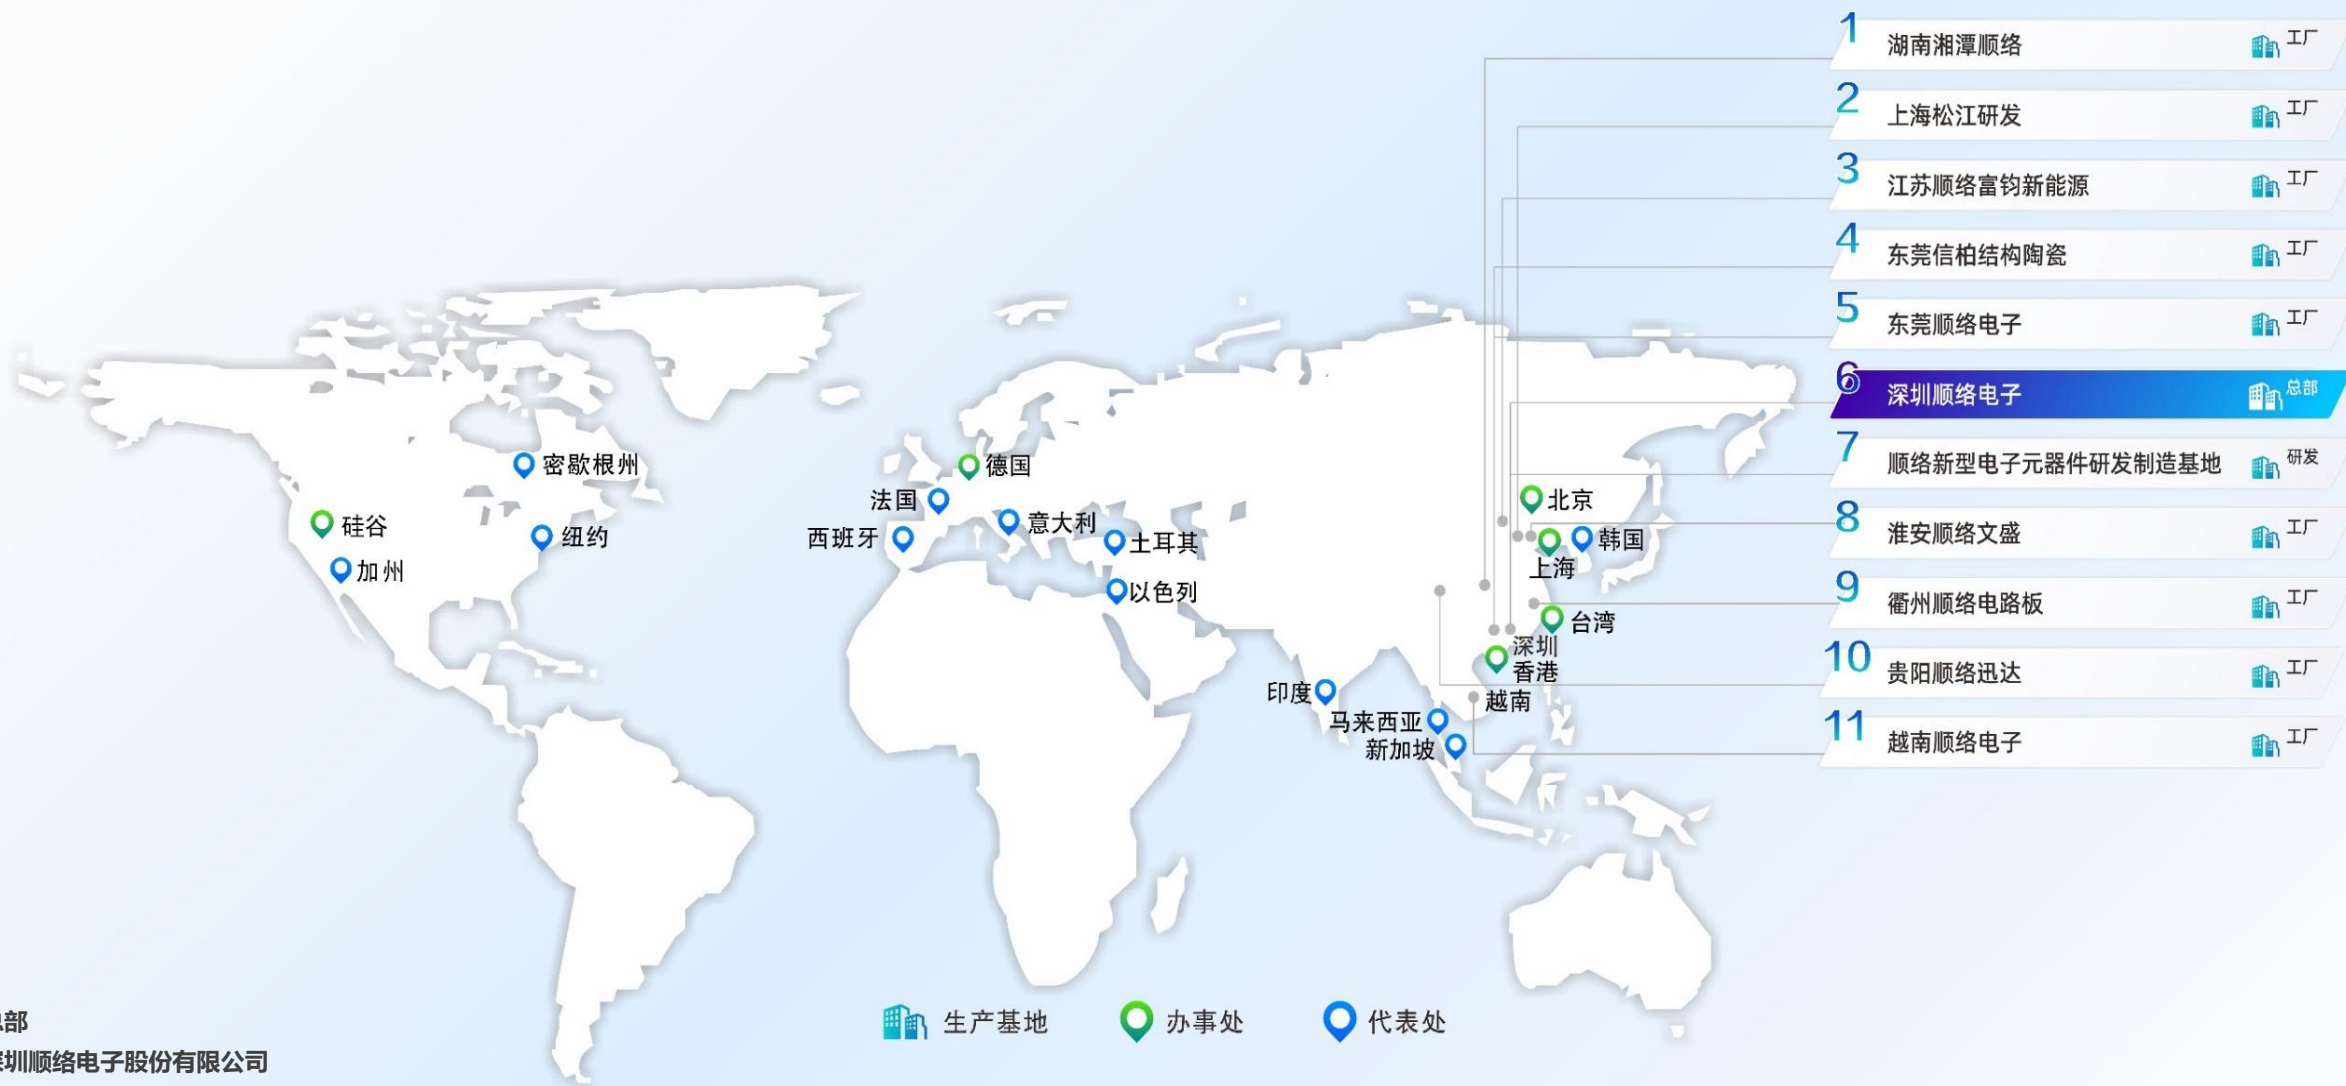 1
湖南湘潭顺络
工厂
2
上海松江研发
工厂
3
江苏顺络富钧新能源
工厂
4
东莞信柏结构陶瓷
工厂
5
东莞顺络电子
工厂
6
深圳顺络电子
总部
7
顺络新型电子元器件研发制造基地
研发
8
淮安顺络文盛
工厂
9
衢州顺络电路板
工厂
10
贵阳顺络迅达
工厂
11
越南顺络电子
工厂
密歇根州
硅谷
纽约
加州
德国
法国
意大利
西班牙
土耳其
以色列
北京
韩国
上海
台湾
深圳
香港
越南
印度
马来西亚
新加坡
生产基地
办事处
代表处
总部
深圳顺络电子股份有限公司